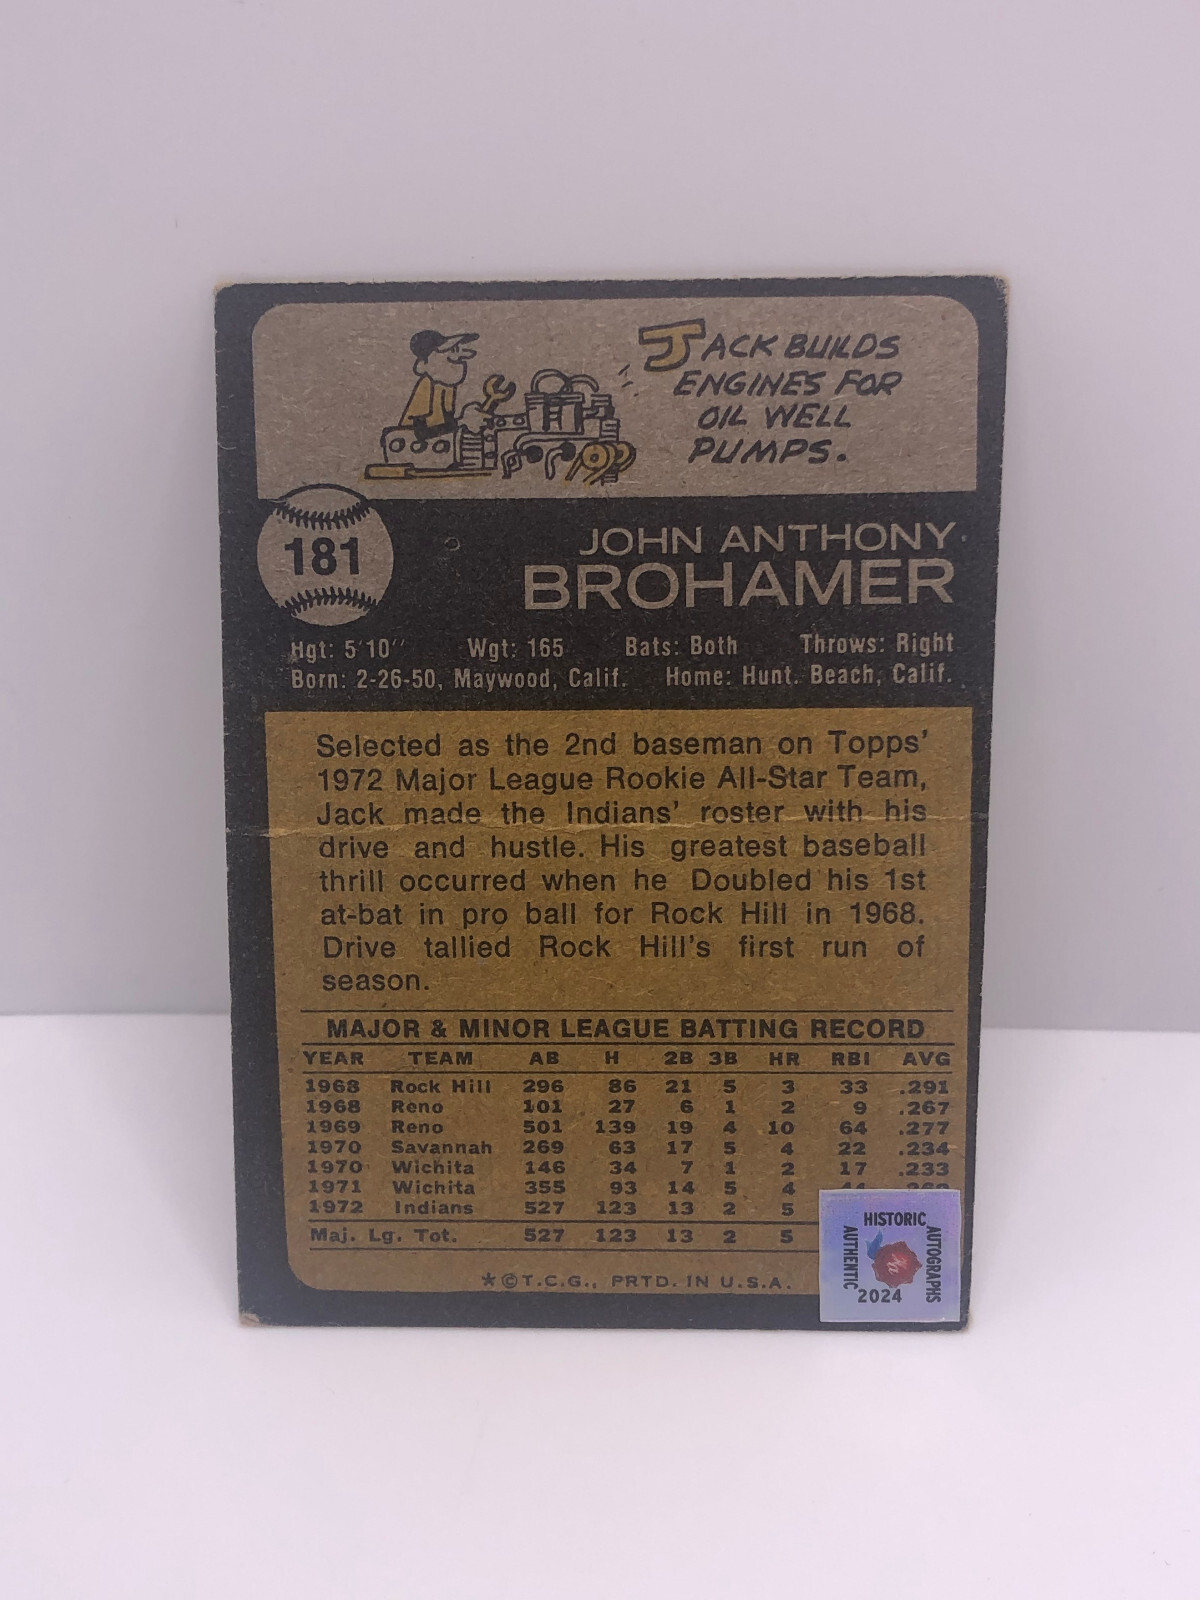 JACK BUILDS
ENGINES FOR
OIL WELL
PUMPS.
181
JOHN ANTHONY
BROHAMER
Hgt: 5'10" Wgt: 165 Bats: Both Throws: Right
Born: 2-26-50, Maywood, Calif. Home: Hunt. Beach, Calif.
Selected as the 2nd baseman on Topps'
1972 Major League Rookie All-Star Team,
Jack made the Indians' roster with his
drive and hustle. His greatest baseball
thrill occurred when he Doubled his 1st
at-bat in pro ball for Rock Hill in 1968.
Drive tallied Rock Hill's first run of
season.
MAJOR & MINOR LEAGUE BATTING RECORD
YEAR TEAM AB H 2B 3B HR RBI AVG
1968 Rock Hill 296 86 21 5 3 33 .291
1968 Reno 101 27 6 1 2 9 .267
1969 Reno 501 139 19 4 10 64 .277
1970 Savannah 269 63 17 5 4 22 .234
1970 Wichita 146 34 7 1 2 17 .233
1971 Wichita 355 93 14 5 4
1972 Indians 527 123 13 2 5
Maj. Lg. Tot. 527 123 13 2 5
*©T.C.G., PRTD. IN U.S.A.
HISTORIC
AUTOGRAPHS
AUTHENTIC
2024